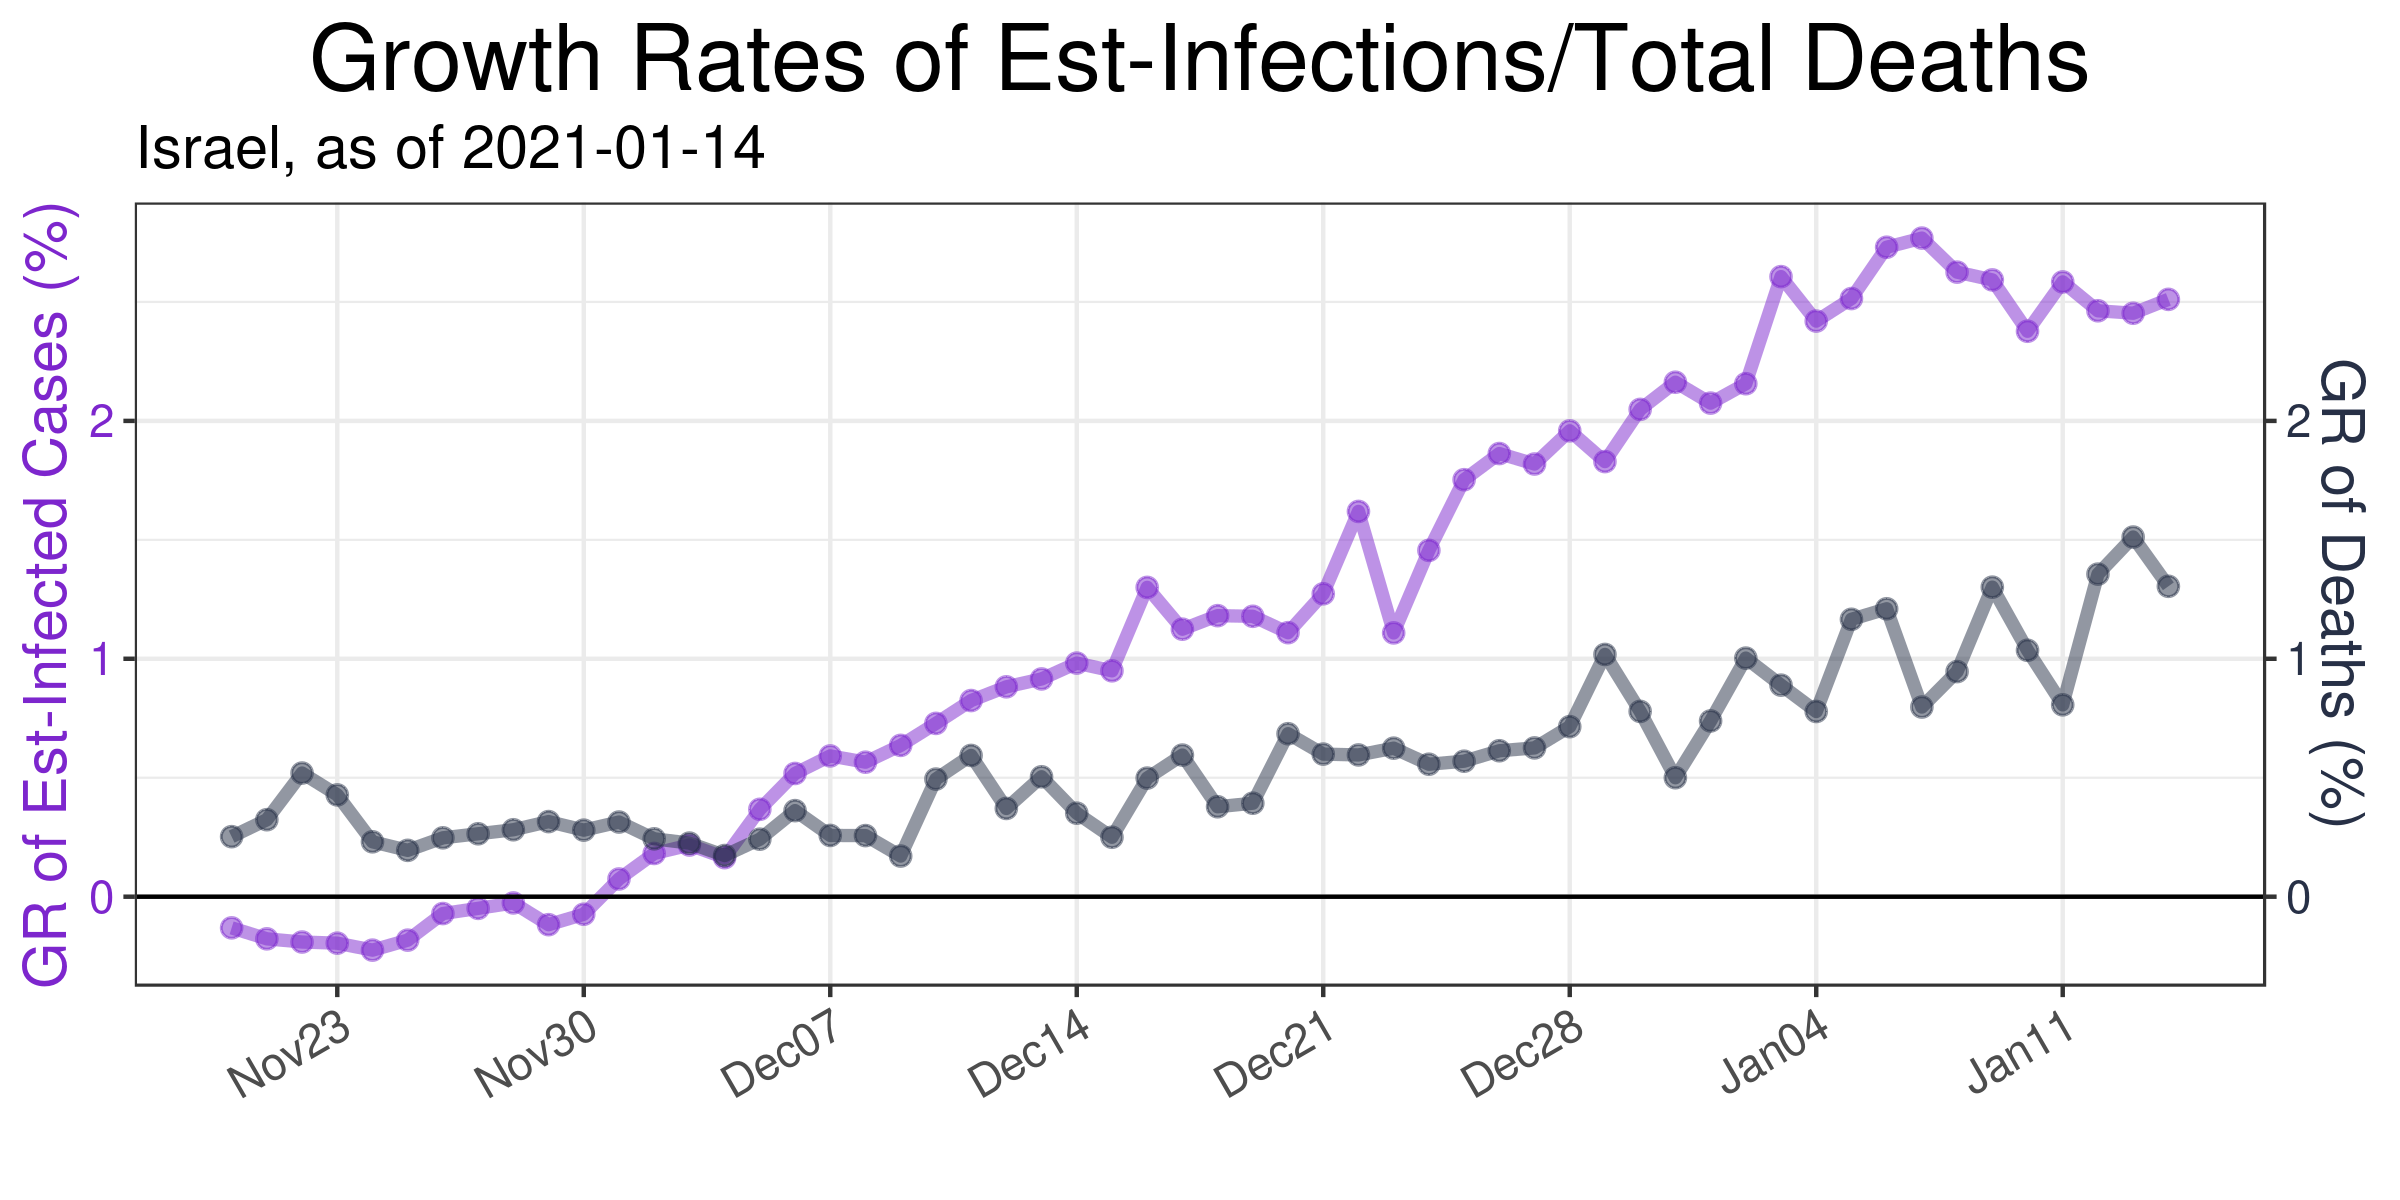 Growth Rates of Est-Infections/Total Deaths
Israel, as of 2021-01-14
GR of Est-Infected Cases (%)
2
1
0
2
1
0
GR of Deaths (%)
Nov23
Nov30
Dec07
Dec14
Dec21
Dec28
Jan04
Jan11